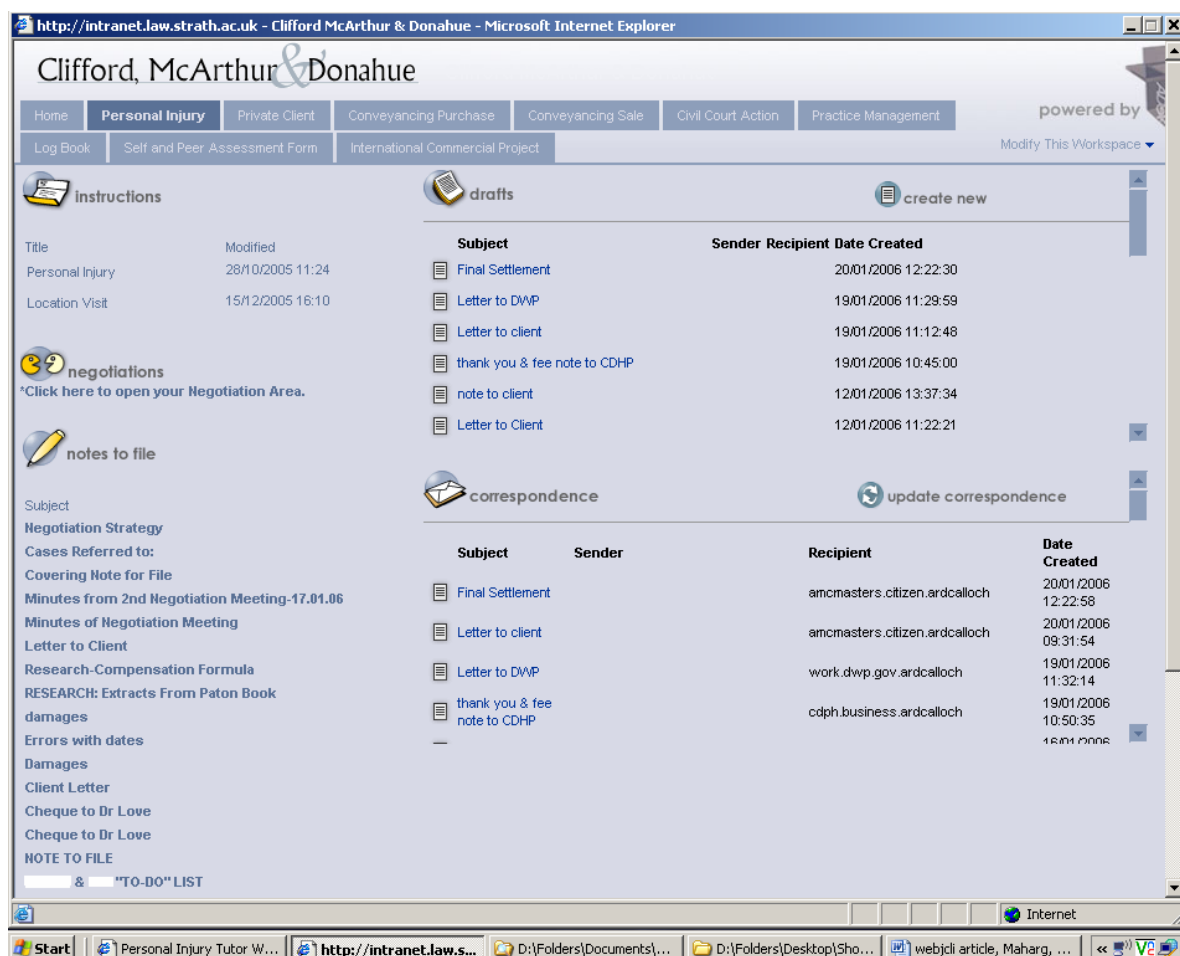 http://intranet.law.strath.ac.uk - Clifford McArthur & Donahue - Microsoft Internet Explorer
Clifford, McArthur & Donahue
powered by
Home Personal Injury Private Client Conveyancing Purchase Conveyancing Sale Civil Court Action Practice Management
Log Book Self and Peer Assessment Form International Commercial Project
Modify This Workspace
instructions
Title Modified
Personal Injury 28/10/2005 11:24
Location Visit 15/12/2005 16:10
negotiations
*Click here to open your Negotiation Area.
notes to file
Subject
Negotiation Strategy
Cases Referred to:
Covering Note for File
Minutes from 2nd Negotiation Meeting-17.01.06
Minutes of Negotiation Meeting
Letter to Client
Research-Compensation Formula
RESEARCH: Extracts From Paton Book
damages
Errors with dates
Damages
Client Letter
Cheque to Dr Love
Cheque to Dr Love
NOTE TO FILE
& "TO-DO" LIST
drafts create new
Subject Sender Recipient Date Created
Final Settlement 20/01/2006 12:22:30
Letter to DWP 19/01/2006 11:29:59
Letter to client 19/01/2006 11:12:48
thank you & fee note to CDHP 19/01/2006 10:45:00
note to client 12/01/2006 13:37:34
Letter to Client 12/01/2006 11:22:21
correspondence update correspondence
Subject Sender Recipient Date Created
Final Settlement amcmasters.citizen.ardcalloch 20/01/2006 12:22:58
Letter to client amcmasters.citizen.ardcalloch 20/01/2006 09:31:54
Letter to DWP work.dwp.gov.ardcalloch 19/01/2006 11:32:14
thank you & fee note to CDHP cdph.business.ardcalloch 19/01/2006 10:50:35
16/01/2006
Internet
Start Personal Injury Tutor W... http://intranet.law.s... D:\Folders\Documents\... D:\Folders\Desktop\Sho... webjcli article, Maharg, ... «